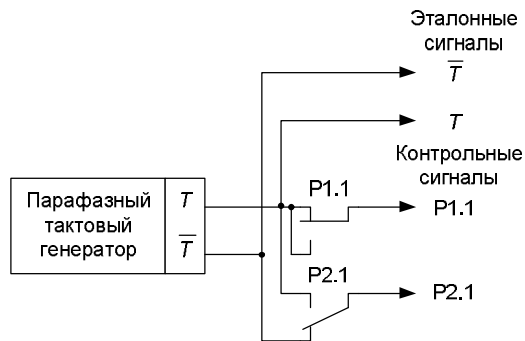 Эталонные
сигналы
T̅
T
Контрольные
сигналы
P1.1
P1.1
Парафазный
тактовый
генератор
T
T̅
P2.1
P2.1